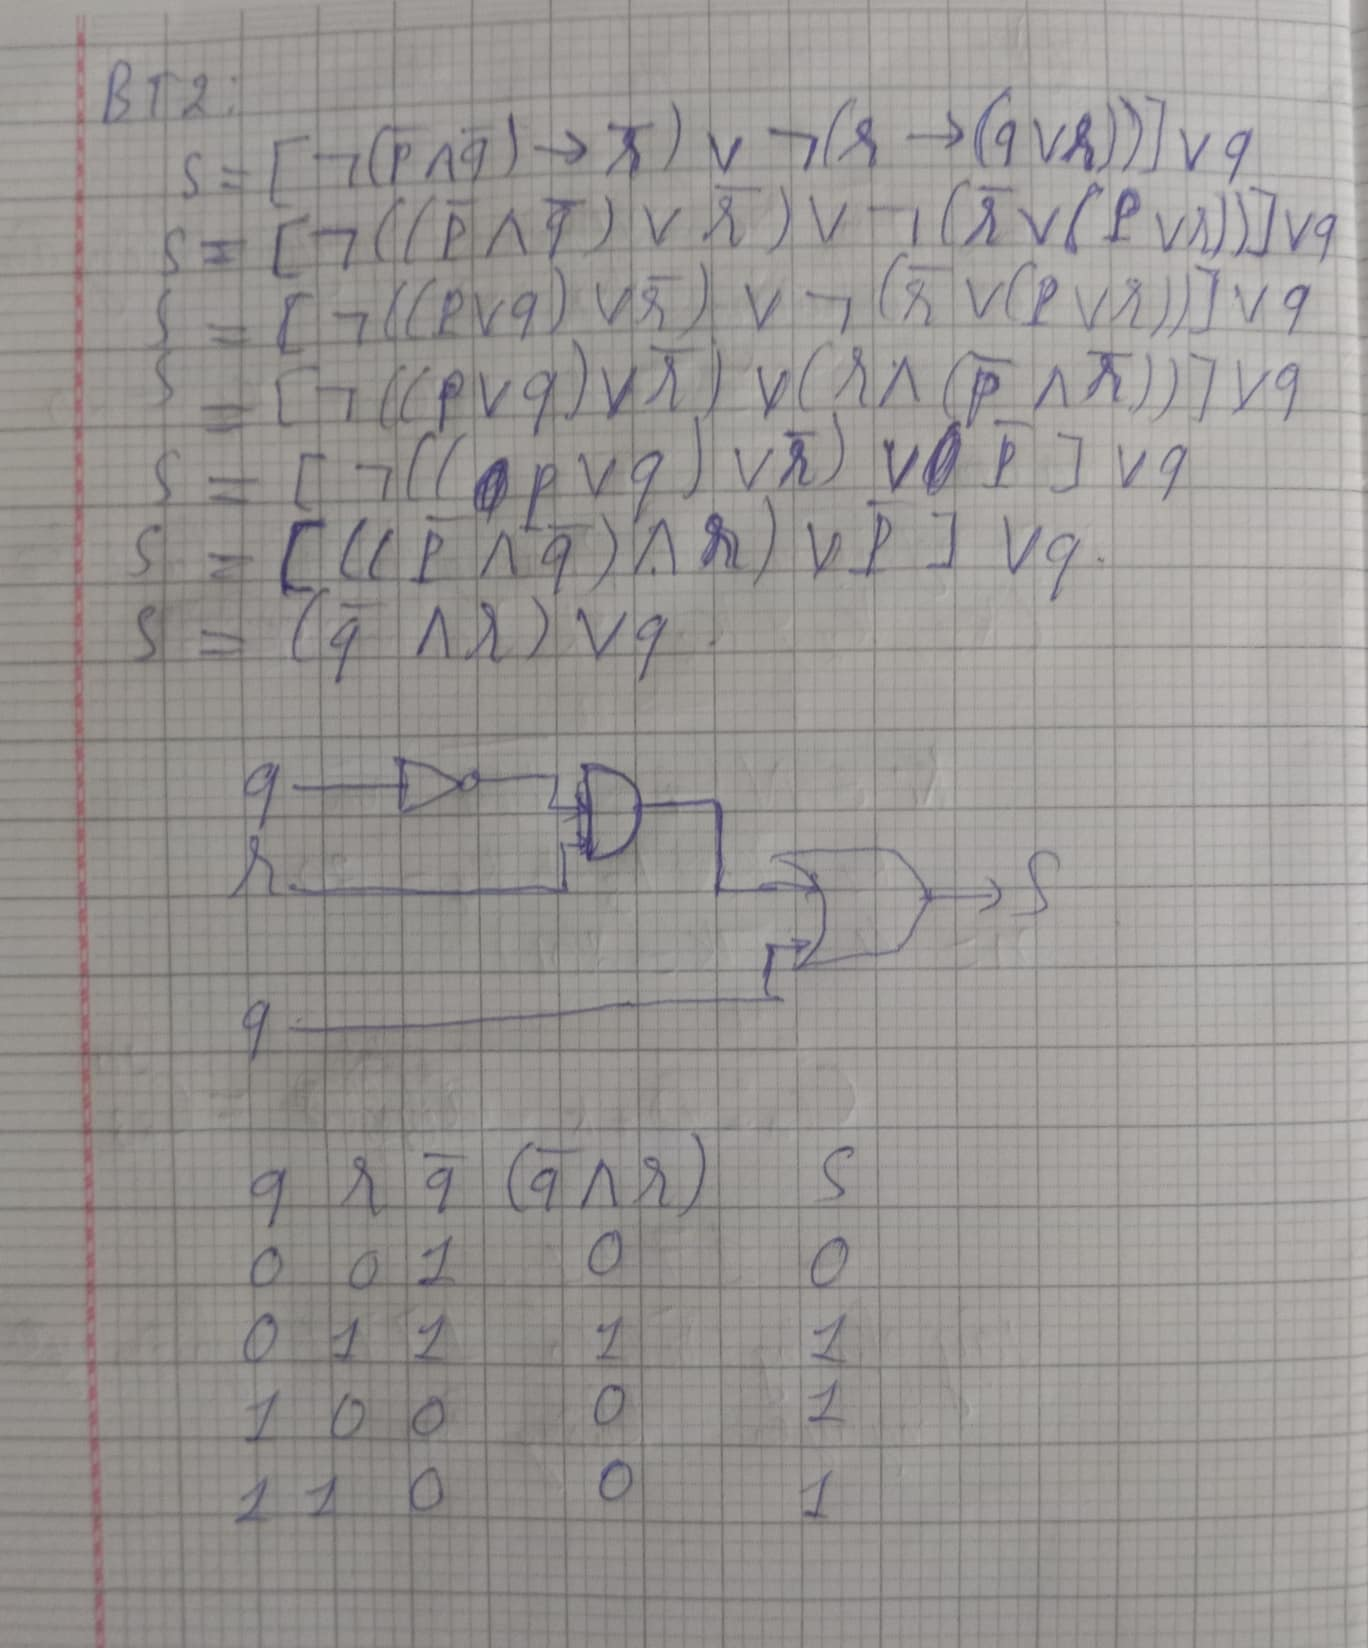 BT2:
S = [¬(p̅ ∧ q̅) → r̅) ∨ ¬(r → (q ∨ r))] ∨ q
S = [¬((p̅ ∧ q̅) ∨ r̅) ∨ ¬(r̅ ∨ (p ∨ r))] ∨ q
S = [¬((p ∨ q) ∨ r̅) ∨ ¬(r̅ ∨ (p ∨ r))] ∨ q
S = [¬((p ∨ q) ∨ r̅) ∨ (r ∧ (p̅ ∧ r̅))] ∨ q
S = [¬((p ∨ q) ∨ r̅) ∨ p̅] ∨ q
S = [((p̅ ∧ q̅) ∧ r) ∨ p̅] ∨ q.
S = (q̅ ∧ r) ∨ q.
q
r
S
q
q r q̅ (q̅ ∧ r) S
0 0 1 0 0
0 1 1 1 1
1 0 0 0 1
1 1 0 0 1